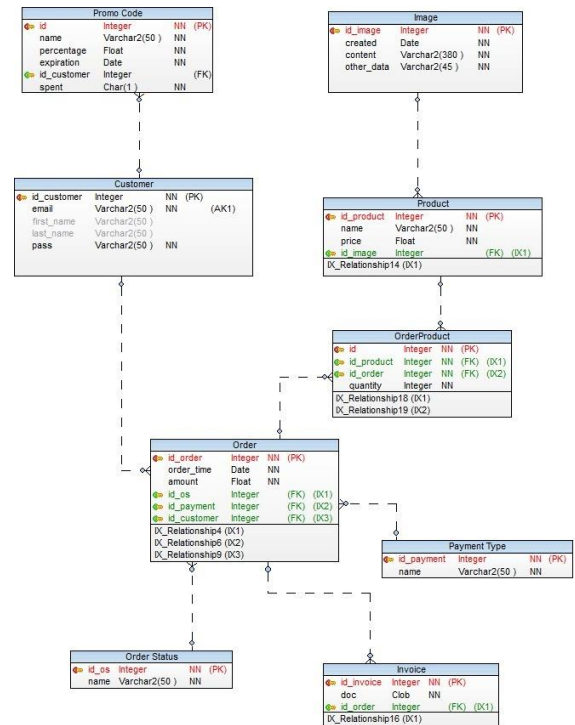 Promo Code
id Integer NN (PK)
name Varchar2(50 ) NN
percentage Float NN
expiration Date NN
id_customer Integer (FK)
spent Char(1 ) NN
Image
id_image Integer NN (PK)
created Date NN
content Varchar2(380 ) NN
other_data Varchar2(45 ) NN
Customer
id_customer Integer NN (PK)
email Varchar2(50 ) NN (AK1)
first_name Varchar2(50 )
last_name Varchar2(50 )
pass Varchar2(50 ) NN
Product
id_product Integer NN (PK)
name Varchar2(50 ) NN
price Float NN
id_image Integer (FK) (IX1)
IX_Relationship14 (IX1)
OrderProduct
id Integer NN (PK)
id_product Integer NN (FK) (IX1)
id_order Integer NN (FK) (IX2)
quantity Integer NN
IX_Relationship18 (IX1)
IX_Relationship19 (IX2)
Order
id_order Integer NN (PK)
order_time Date NN
amount Float NN
id_os Integer (FK) (IX1)
id_payment Integer (FK) (IX2)
id_customer Integer (FK) (IX3)
IX_Relationship4 (IX1)
IX_Relationship6 (IX2)
IX_Relationship9 (IX3)
Payment Type
id_payment Integer NN (PK)
name Varchar2(50 ) NN
Order Status
id_os Integer NN (PK)
name Varchar2(50 ) NN
Invoice
id_invoice Integer NN (PK)
doc Clob NN
id_order Integer (FK) (IX1)
IX_Relationship16 (IX1)